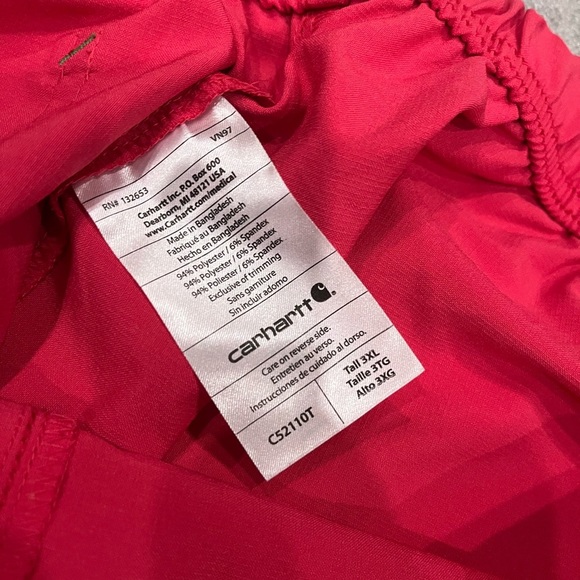 RN# 132653
VN97
Carhartt Inc. P.O. Box 600
Dearborn, MI 48121 USA
www.Carhartt.com/medical
Made in Bangladesh
Fabriqué au Bangladesh
Hecho en Bangladesh
94% Polyester / 6% Spandex
94% Polyester / 6% Spandex
94% Poliester / 6% Spandex
Exclusive of trimming
Sans garniture
Sin incluir adorno
carhartt
Care on reverse side.
Entretien au verso.
Instrucciones de cuidado al dorso.
C52110T
Tall 3XL
Taille 3TG
Alto 3XG